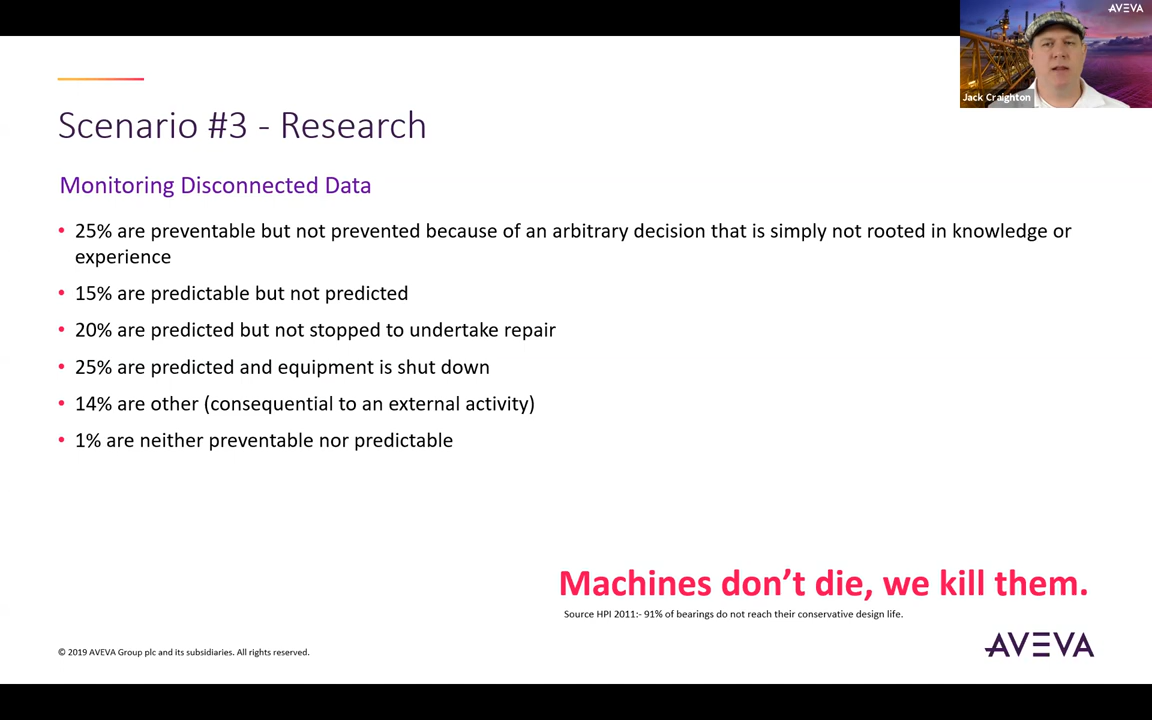 AVEVA
Jack Craighton
Scenario #3 - Research
Monitoring Disconnected Data
• 25% are preventable but not prevented because of an arbitrary decision that is simply not rooted in knowledge or
experience
• 15% are predictable but not predicted
• 20% are predicted but not stopped to undertake repair
• 25% are predicted and equipment is shut down
• 14% are other (consequential to an external activity)
• 1% are neither preventable nor predictable
Machines don’t die, we kill them.
Source HPI 2011:- 91% of bearings do not reach their conservative design life.
© 2019 AVEVA Group plc and its subsidiaries. All rights reserved.
AVEVA